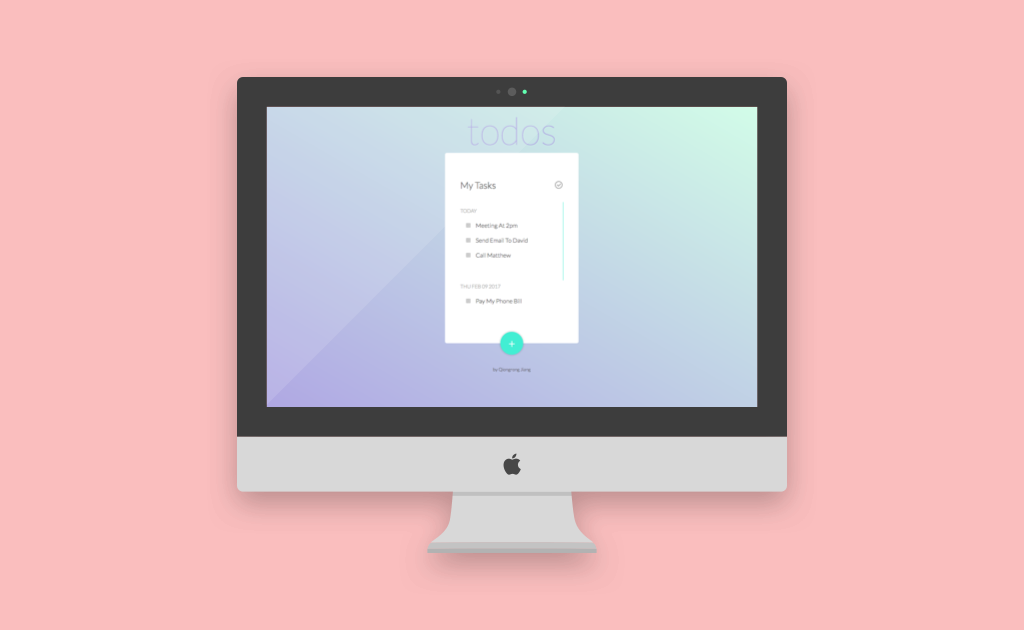 todos
My Tasks
TODAY
Meeting At 2pm
Send Email To David
Call Matthew
THU FEB 09 2017
Pay My Phone Bill
+
by